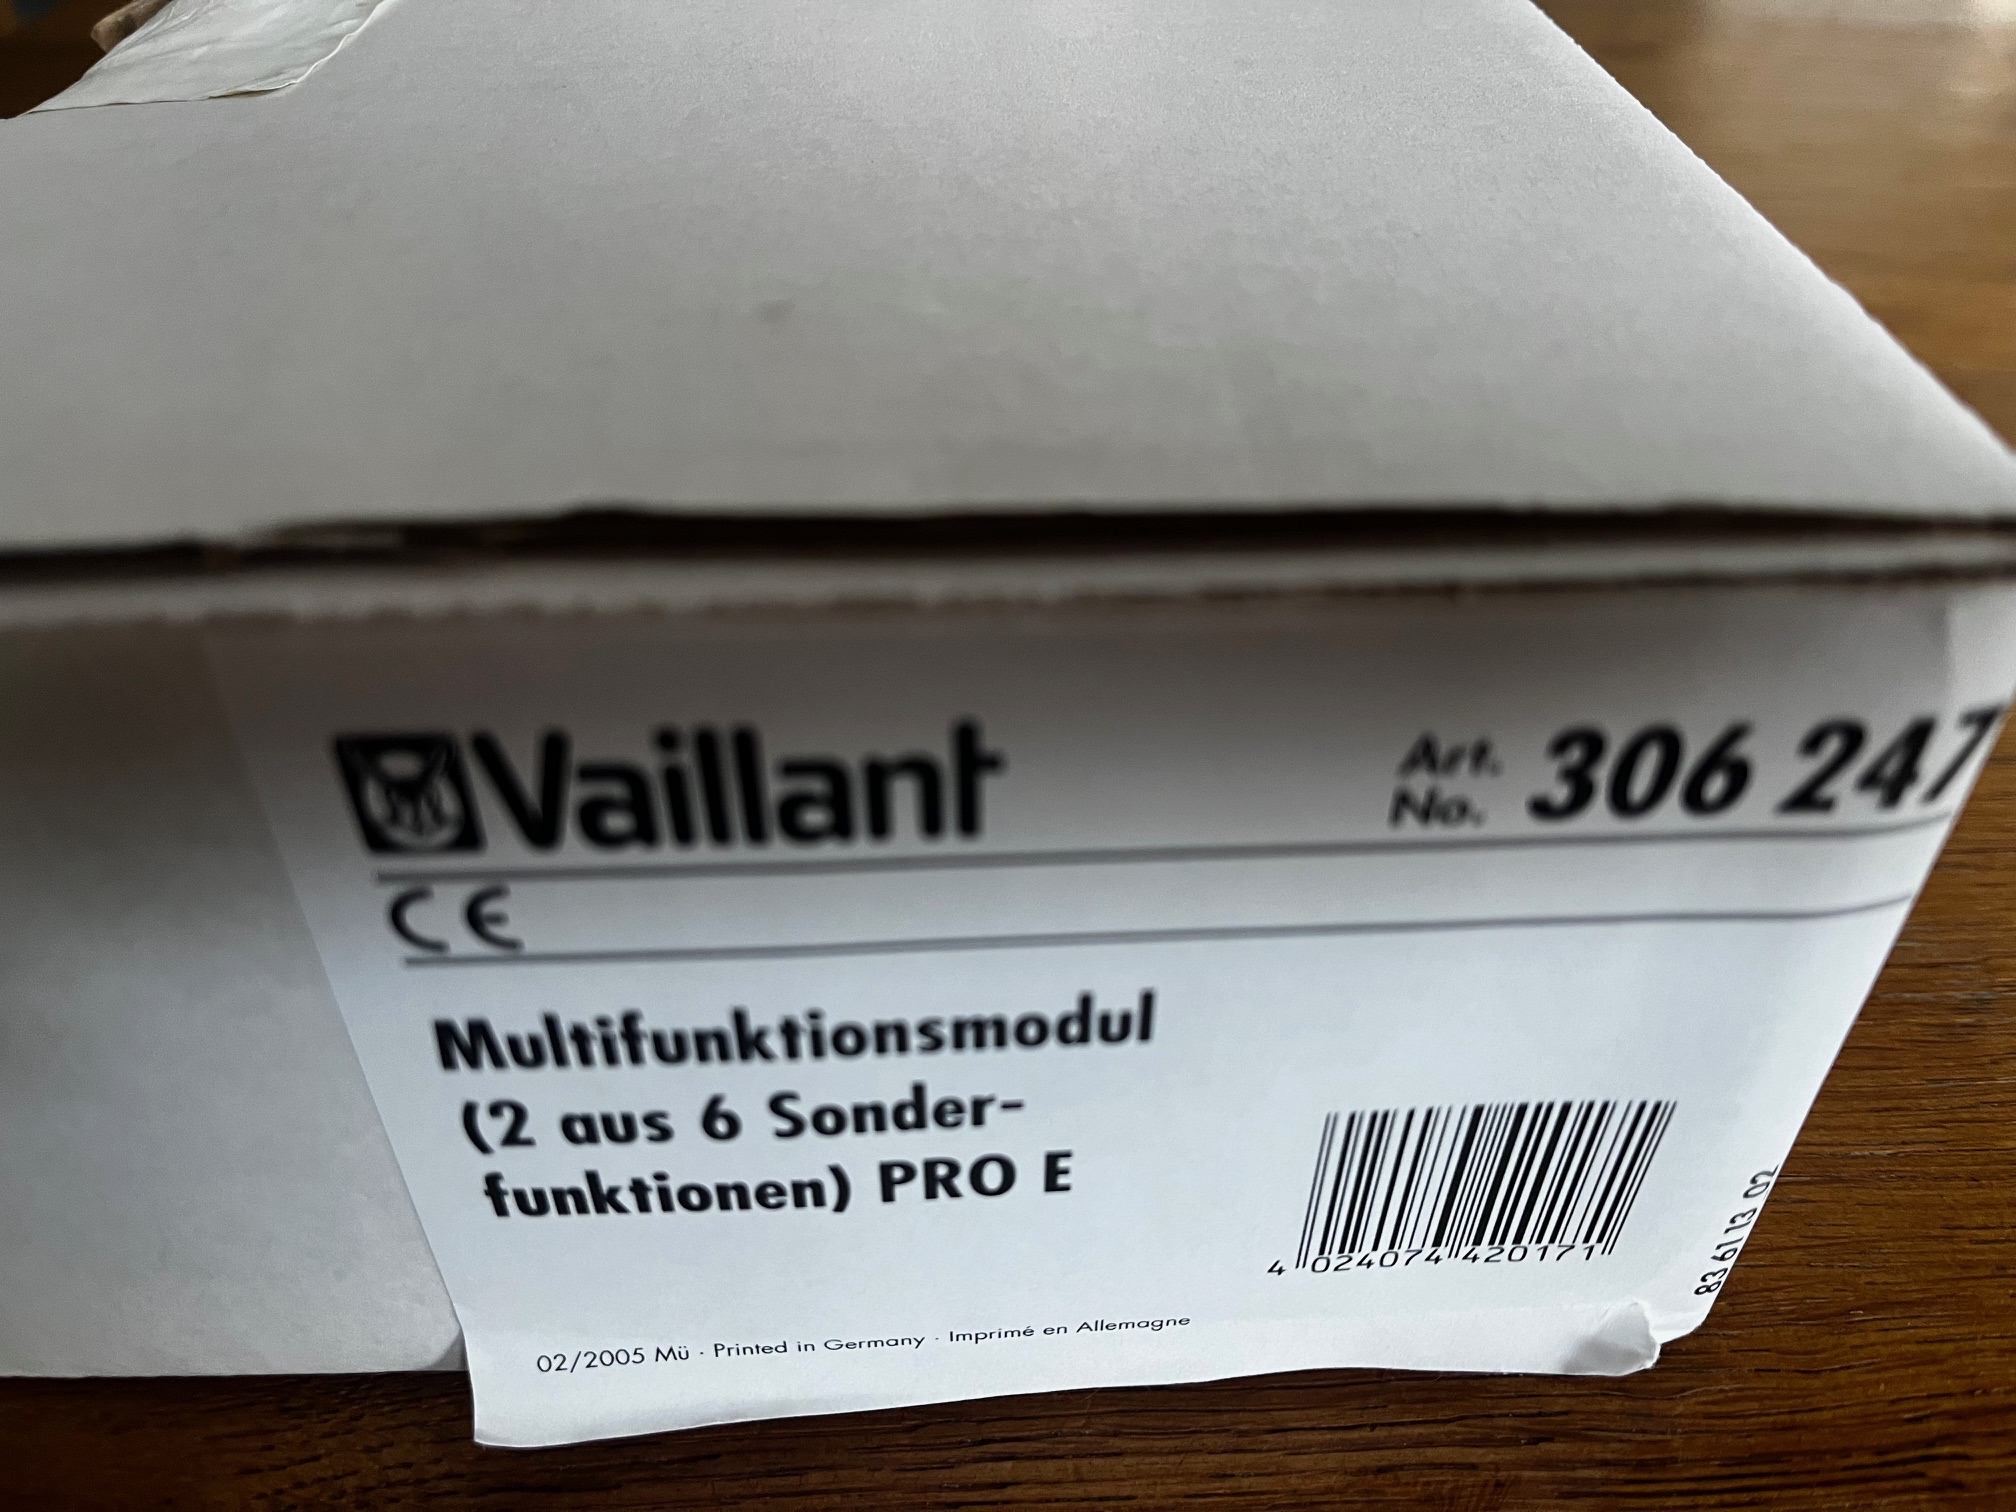 Vaillant
Art.
No. 306 247
CE
Multifunktionsmodul
(2 aus 6 Sonder-
funktionen) PRO E
4 024074 420171
83 61 13 02
02/2005 Mü · Printed in Germany · Imprimé en Allemagne